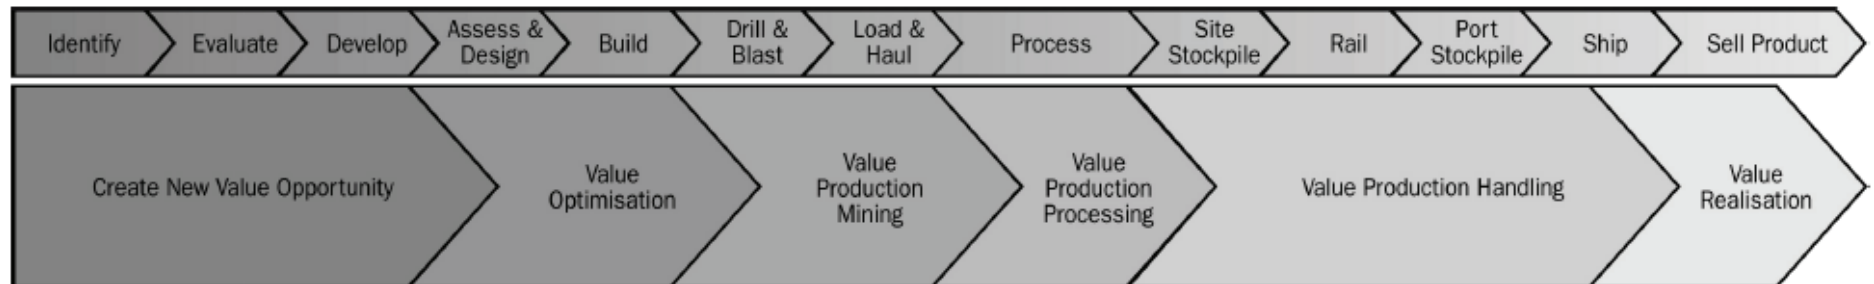 Identify
Evaluate
Develop
Assess &
Design
Build
Drill &
Blast
Load &
Haul
Process
Site
Stockpile
Rail
Port
Stockpile
Ship
Sell Product
Create New Value Opportunity
Value
Optimisation
Value
Production
Mining
Value
Production
Processing
Value Production Handling
Value
Realisation